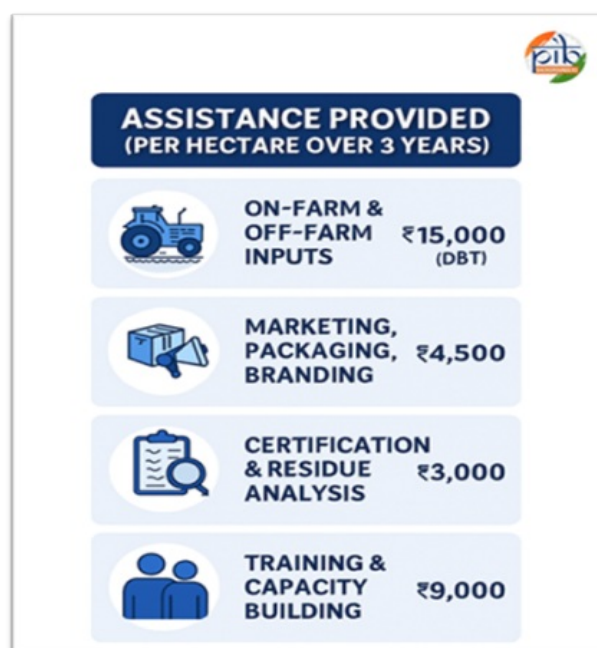 pib
ASSISTANCE PROVIDED
(PER HECTARE OVER 3 YEARS)
ON-FARM &
OFF-FARM
INPUTS
₹15,000
(DBT)
MARKETING,
PACKAGING,
BRANDING
₹4,500
CERTIFICATION
& RESIDUE
ANALYSIS
₹3,000
TRAINING &
CAPACITY
BUILDING
₹9,000